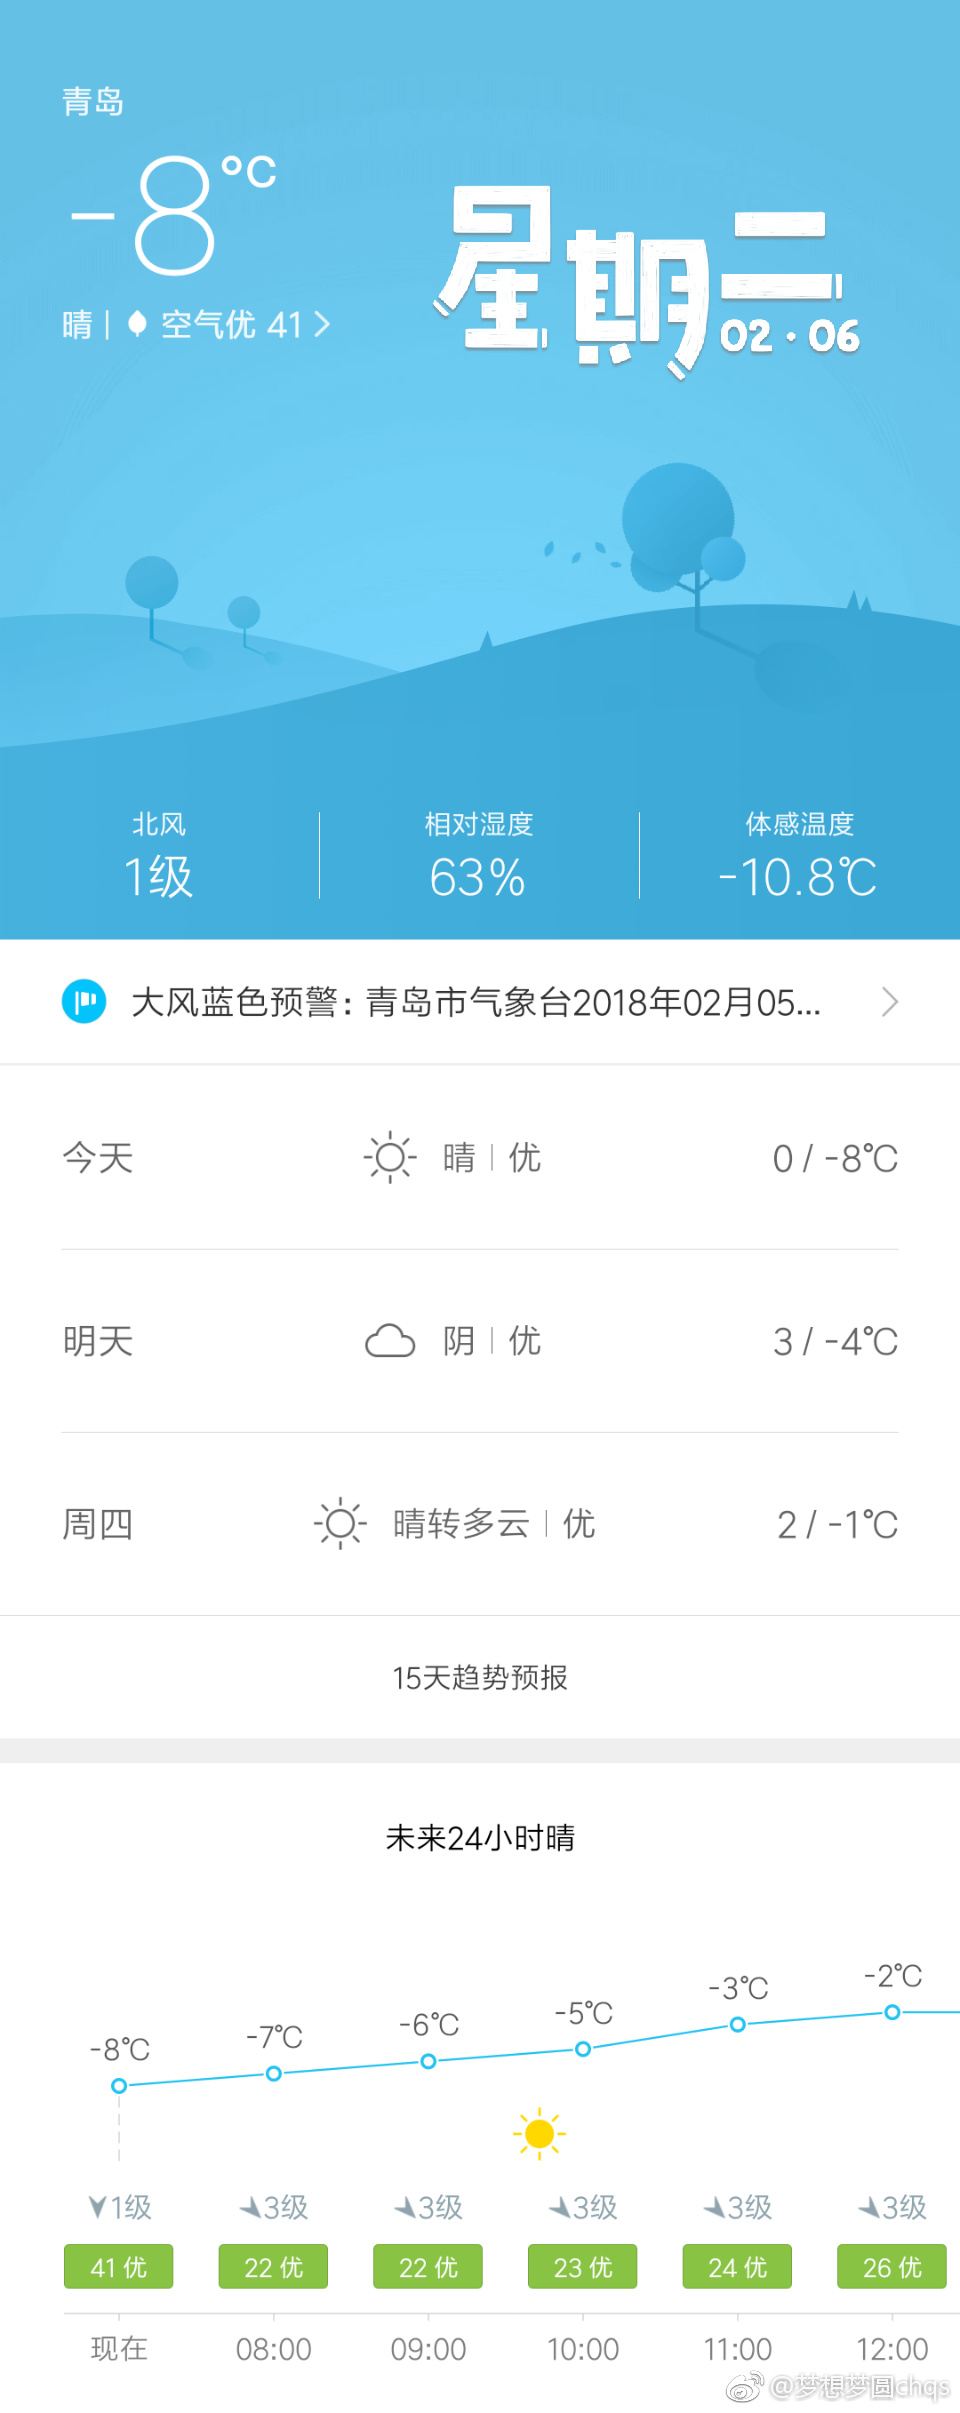 青岛
-8℃
晴 | 空气优 41
星期二
02·06
北风 相对湿度 体感温度
1级 63% -10.8℃
大风蓝色预警：青岛市气象台2018年02月05...
今天 晴 | 优 0 / -8℃
明天 阴 | 优 3 / -4℃
周四 晴转多云 | 优 2 / -1℃
15天趋势预报
未来24小时晴
-8℃ -7℃ -6℃ -5℃ -3℃ -2℃
1级 3级 3级 3级 3级 3级
41 优 22 优 22 优 23 优 24 优 26 优
现在 08:00 09:00 10:00 11:00 12:00
@梦想梦圆chqs